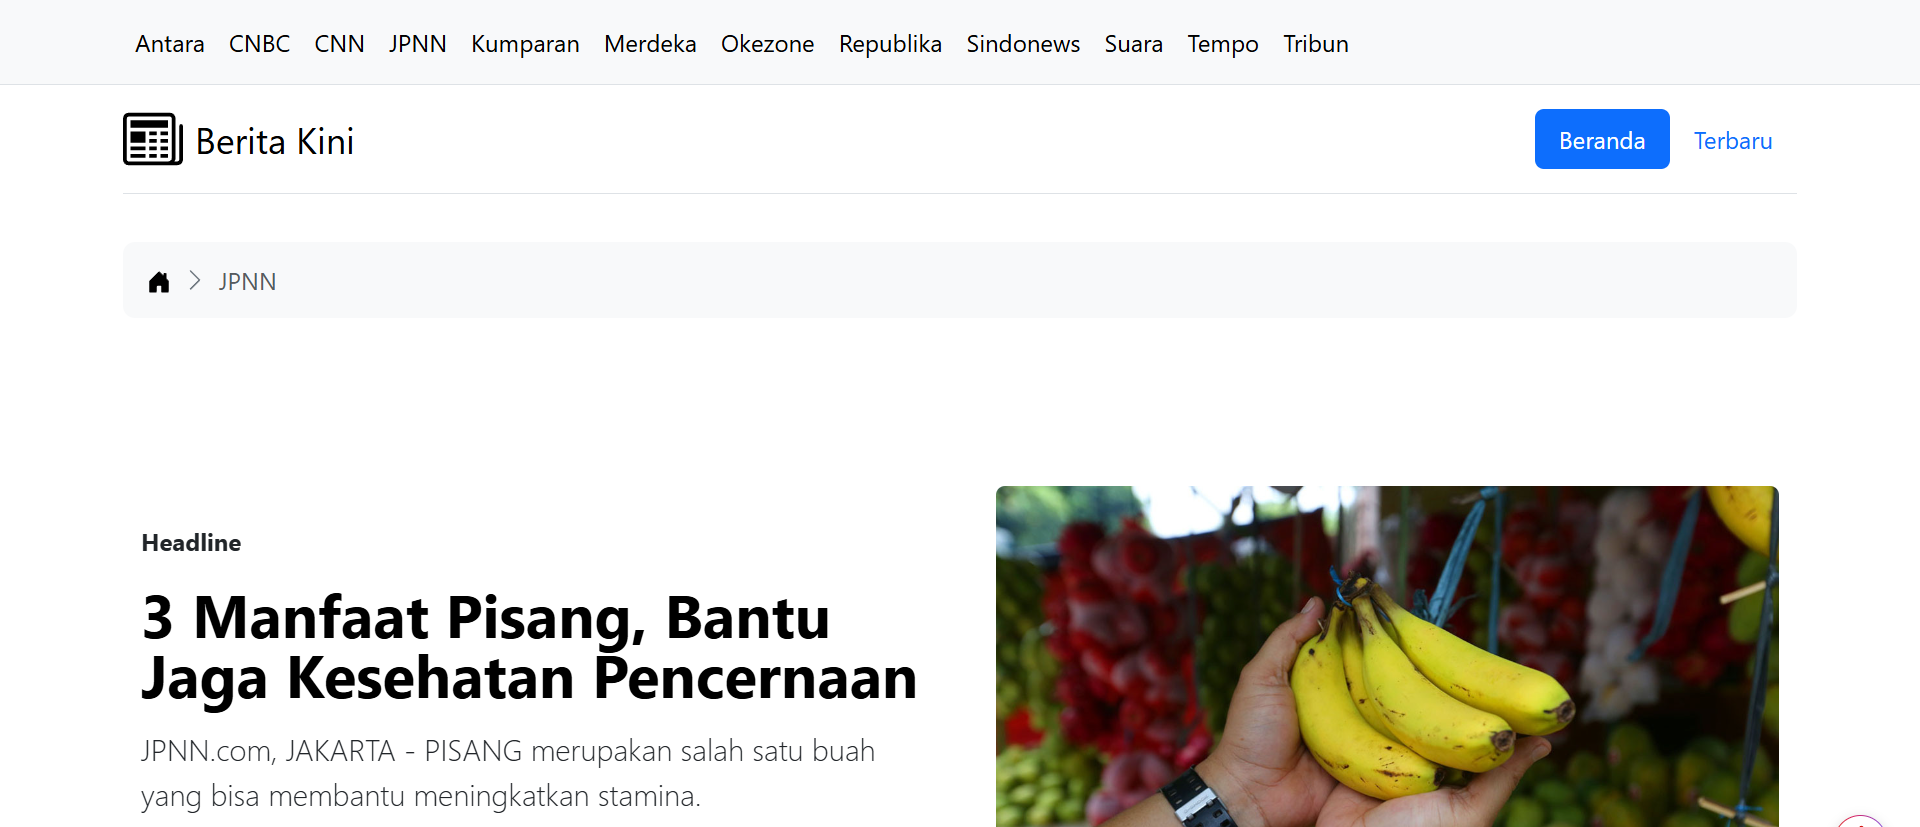 Antara CNBC CNN JPNN Kumparan Merdeka Okezone Republika Sindonews Suara Tempo Tribun
Berita Kini
Beranda Terbaru
JPNN
Headline
3 Manfaat Pisang, Bantu
Jaga Kesehatan Pencernaan
JPNN.com, JAKARTA - PISANG merupakan salah satu buah
yang bisa membantu meningkatkan stamina.